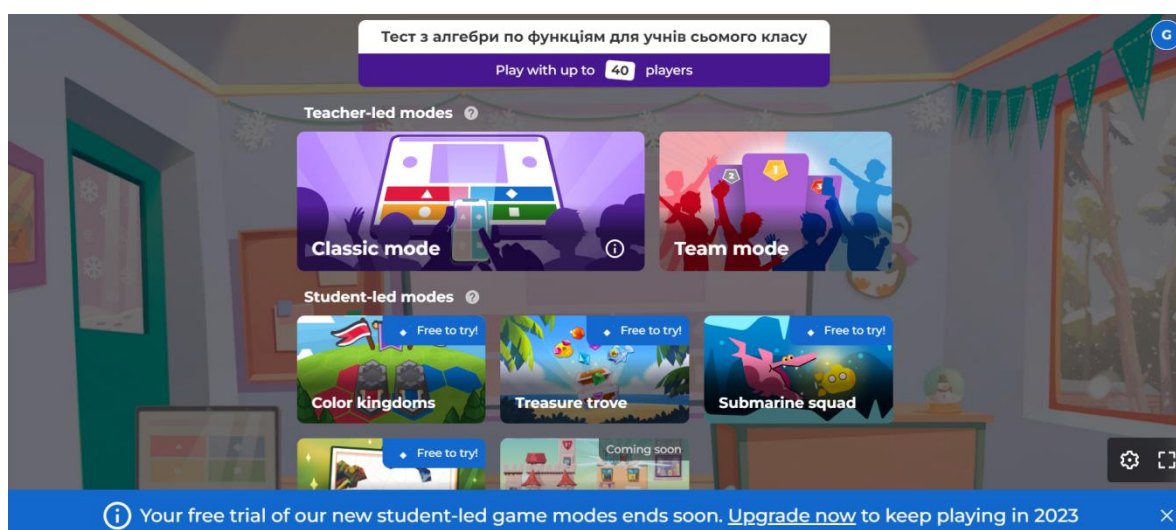 Тест з алгебри по функціям для учнів сьомого класу
G
Play with up to 40 players
Teacher-led modes ?
Classic mode
Team mode
2
1
3
Student-led modes ?
Free to try!
Free to try!
Free to try!
Color kingdoms
Treasure trove
Submarine squad
Free to try!
Coming soon
Your free trial of our new student-led game modes ends soon. Upgrade now to keep playing in 2023